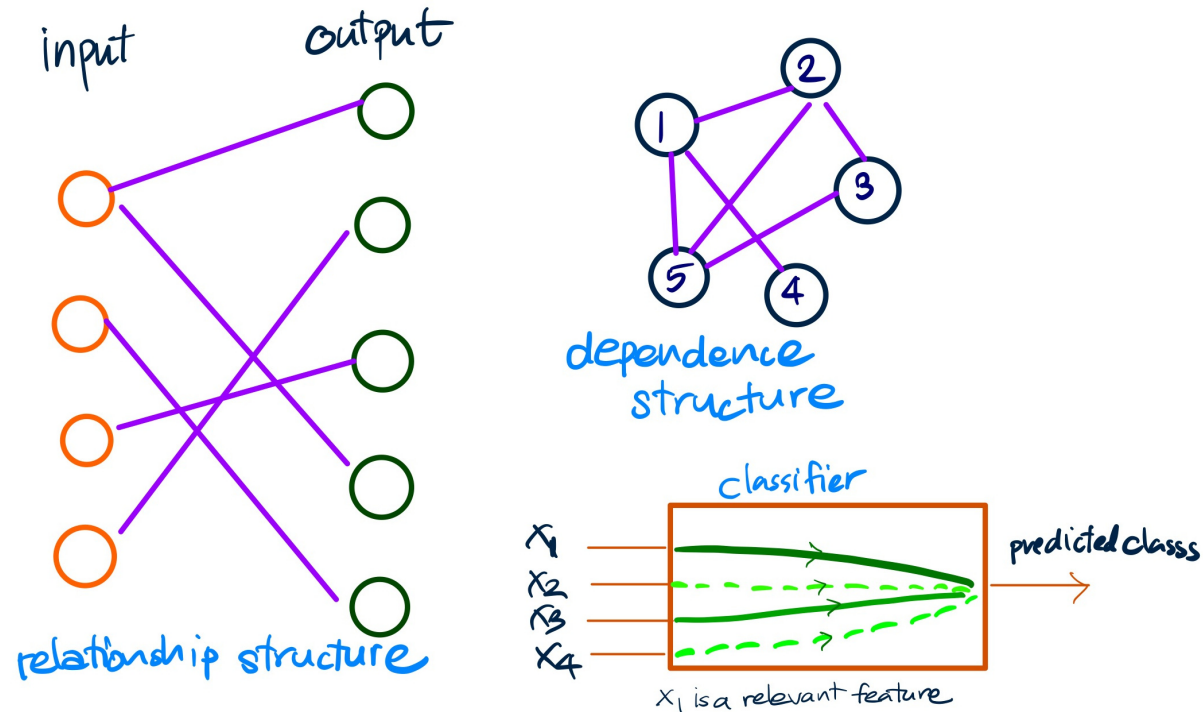 input
output
relationship structure
1
2
3
5
4
dependence
structure
classifier
x1
x2
x3
x4
predicted classs
x1 is a relevant feature